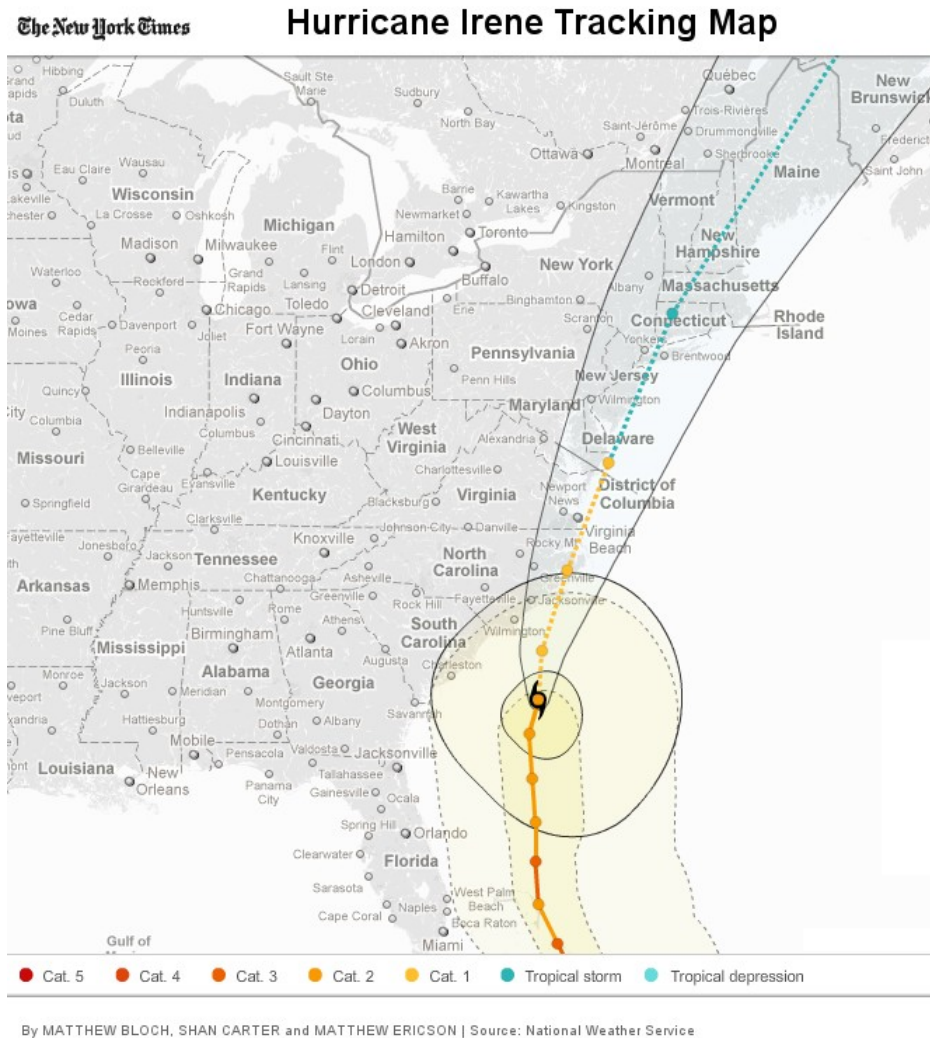 The New York Times
Hurricane Irene Tracking Map
Hibbing
Grand
Rapids
Duluth
Sault Ste
Marie
Sudbury
North Bay
Québec
New
Brunswick
Trois-Rivières
Saint-Jérôme
Drummondville
Ottawa
Montréal
Sherbrooke
Frederict
Saint John
Maine
Eau Claire
Wausau
Wisconsin
Lakeville
chester
La Crosse
Oshkosh
Michigan
Barrie
Kawartha
Lakes
Kingston
Newmarket
Toronto
Hamilton
Vermont
New
Hampshire
Madison
Milwaukee
Flint
London
Buffalo
New York
Albany
Massachusetts
Waterloo
Rockford
Grand
Rapids
Lansing
Detroit
Erie
Binghamton
owa
Moines
Cedar
Rapids
Davenport
Chicago
Joliet
Toledo
Fort Wayne
Cleveland
Lorain
Akron
Scranton
Connecticut
Rhode
Island
Yonkers
Brentwood
Peoria
Illinois
Indiana
Ohio
Pennsylvania
Penn Hills
New Jersey
Quincy
City
Columbia
Indianapolis
Columbus
Dayton
Columbus
Cincinnati
Maryland
Wilmington
West
Virginia
Alexandria
Delaware
Missouri
Belleville
Cape
Girardeau
Evansville
Louisville
Kentucky
Charlottesville
Virginia
Blacksburg
Newport
News
District of
Columbia
Virginia
Beach
Springfield
Fayetteville
Jonesboro
Clarksville
Knoxville
Johnson City
Danville
Rocky M
Tennessee
Jackson
Chattanooga
Asheville
North
Carolina
Greenville
Arkansas
Memphis
Huntsville
Rome
Greenville
Rock Hill
Fayetteville
Jacksonville
Pine Bluff
Birmingham
Athens
Atlanta
South
Carolina
Wilmington
Mississippi
Alabama
Augusta
Charleston
Monroe
Jackson
Meridian
Montgomery
Georgia
Savannah
Hattiesburg
Dothan
Albany
Mobile
Pensacola
Valdosta
Jacksonville
Louisiana
New
Orleans
Panama
City
Tallahassee
Gainesville
Ocala
Spring Hill
Orlando
Clearwater
Florida
Sarasota
Cape Coral
Naples
West Palm
Beach
Boca Raton
Miami
Gulf of
Cat. 5
Cat. 4
Cat. 3
Cat. 2
Cat. 1
Tropical storm
Tropical depression
By MATTHEW BLOCH, SHAN CARTER and MATTHEW ERICSON | Source: National Weather Service